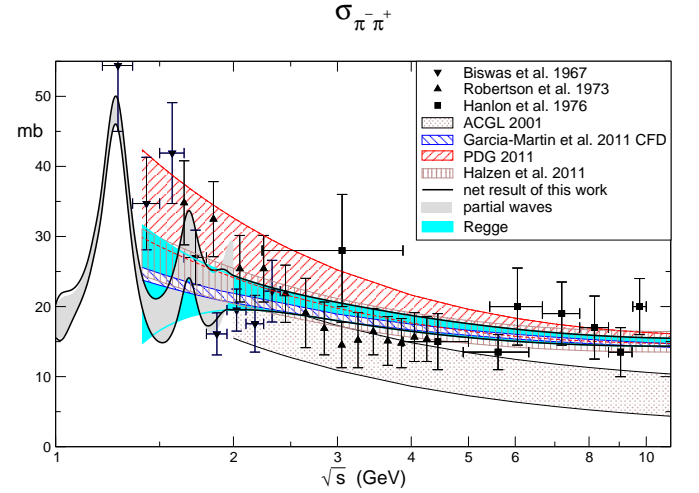 σπ⁻π⁺
50
mb
40
30
20
10
0
1
2
3
4
5
6
7
8
9
10
√s (GeV)
Biswas et al. 1967
Robertson et al. 1973
Hanlon et al. 1976
ACGL 2001
Garcia-Martin et al. 2011 CFD
PDG 2011
Halzen et al. 2011
net result of this work
partial waves
Regge